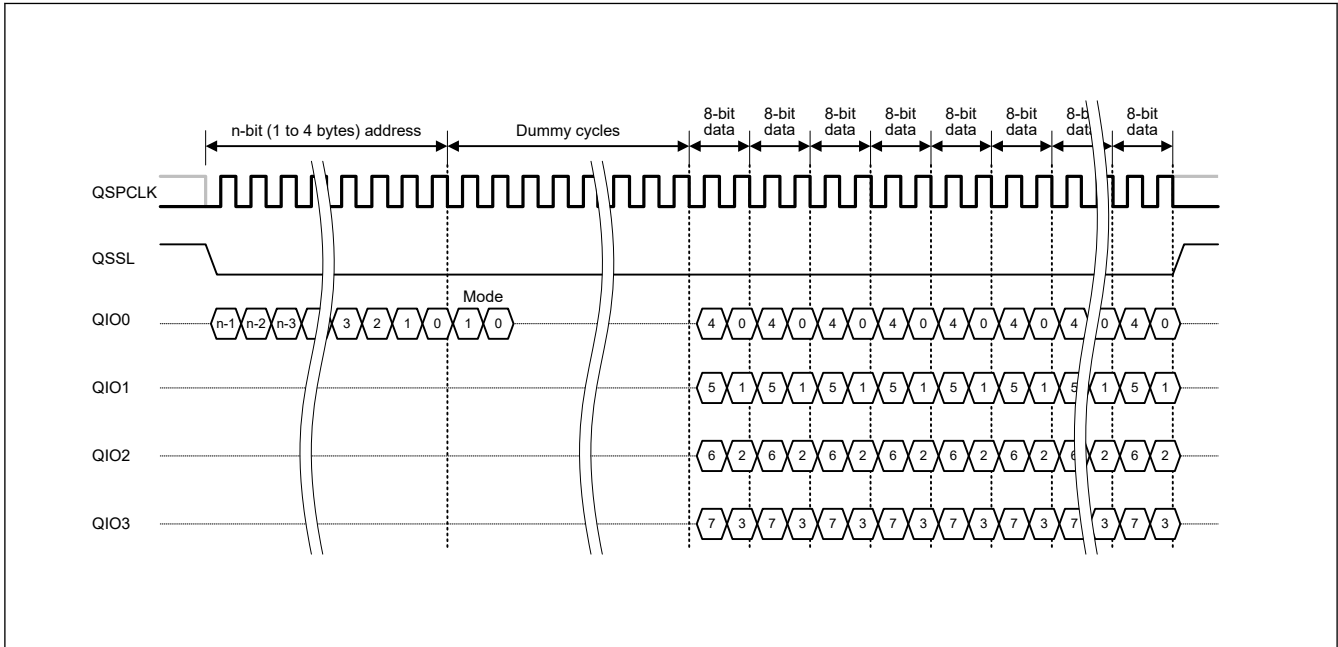 8-bit 8-bit 8-bit 8-bit 8-bit 8-bit 8-b 8-bit
n-bit (1 to 4 bytes) address Dummy cycles data data data data data data data data
QSPCLK
QSSL
Mode
QIO0 n-1 n-2 n-3 3 2 1 0 1 0 4 0 4 0 4 0 4 0 4 0 4 0 4 0 4 0
QIO1 5 1 5 1 5 1 5 1 5 1 5 1 5 1 5 1
QIO2 6 2 6 2 6 2 6 2 6 2 6 2 6 2 6 2
QIO3 7 3 7 3 7 3 7 3 7 3 7 3 7 3 7 3